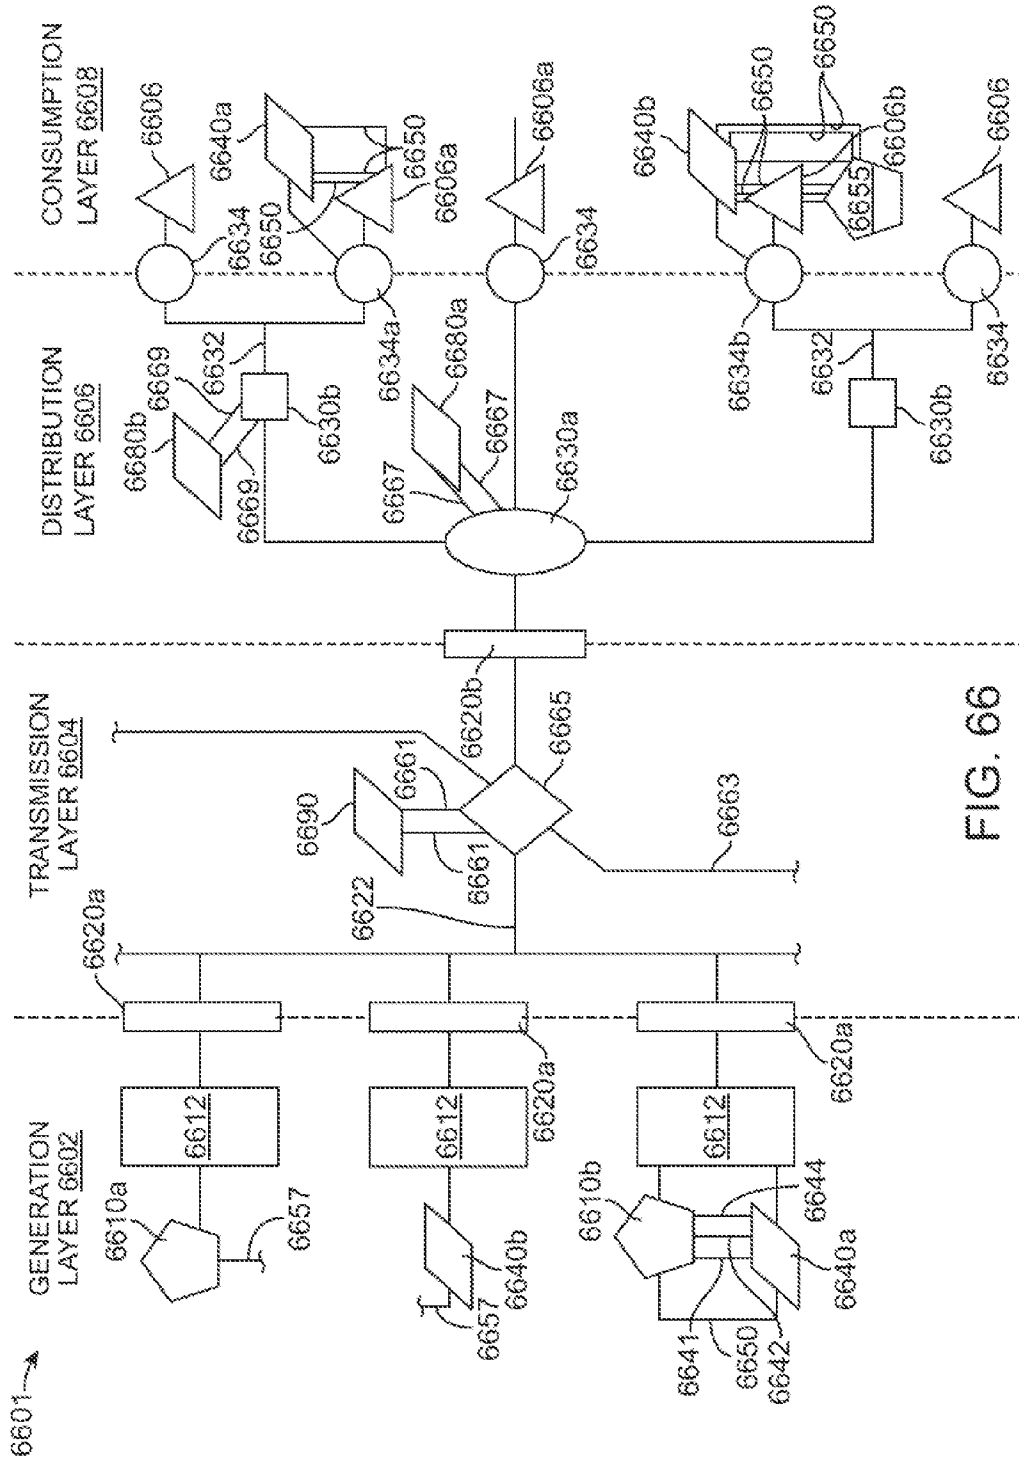 6601
GENERATION
LAYER 6602
TRANSMISSION
LAYER 6604
DISTRIBUTION
LAYER 6606
CONSUMPTION
LAYER 6608
6610a
6657
6612
6620a
6680b
6669
6669
6632
6630b
6634
6606
6640a
6650
6650
6606a
6634a
6690
6661
6661
6622
6640b
6657
6612
6620a
6620b
6665
6667
6680a
6667
6630a
6634
6606a
6610b
6644
6641
6650
6642
6640a
6612
6620a
6663
6640b
6650
6650
6606b
6655
6634b
6632
6630b
6634
6606
FIG. 66